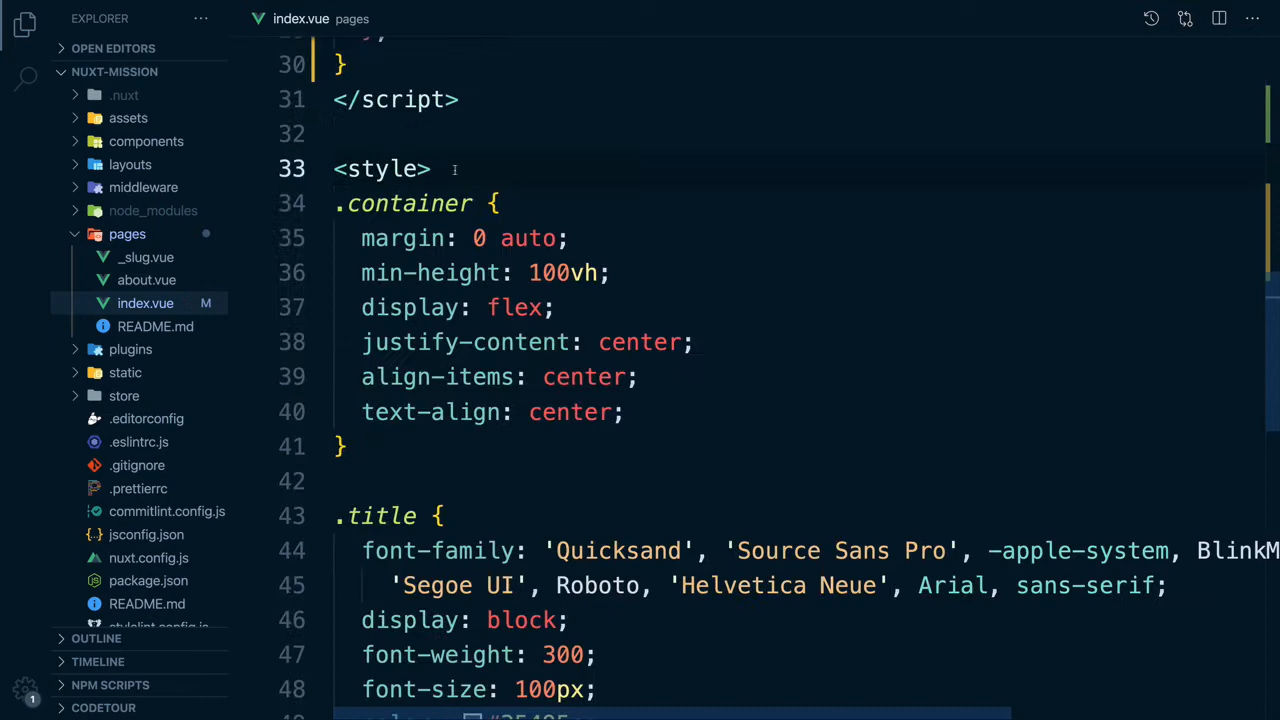 EXPLORER
OPEN EDITORS
NUXT-MISSION
.nuxt
assets
components
layouts
middleware
node_modules
pages
_slug.vue
about.vue
index.vue M
README.md
plugins
static
store
.editorconfig
.eslintrc.js
.gitignore
.prettierrc
commitlint.config.js
jsconfig.json
nuxt.config.js
package.json
README.md
stylelint.config.js
OUTLINE
TIMELINE
NPM SCRIPTS
CODETOUR
1
index.vue pages
30 }
31 </script>
32
33 <style>
34 .container {
35 margin: 0 auto;
36 min-height: 100vh;
37 display: flex;
38 justify-content: center;
39 align-items: center;
40 text-align: center;
41 }
42
43 .title {
44 font-family: 'Quicksand', 'Source Sans Pro', -apple-system, BlinkM
45 'Segoe UI', Roboto, 'Helvetica Neue', Arial, sans-serif;
46 display: block;
47 font-weight: 300;
48 font-size: 100px;